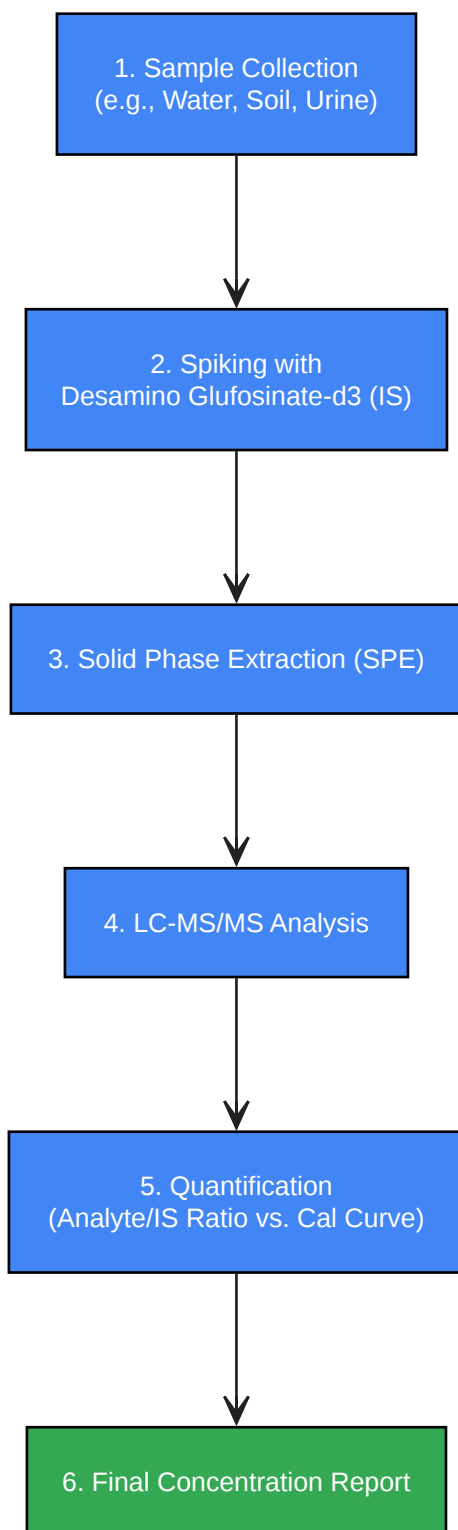 1. Sample Collection
(e.g., Water, Soil, Urine)
2. Spiking with
Desamino Glufosinate-d3 (IS)
3. Solid Phase Extraction (SPE)
4. LC-MS/MS Analysis
5. Quantification
(Analyte/IS Ratio vs. Cal Curve)
6. Final Concentration Report